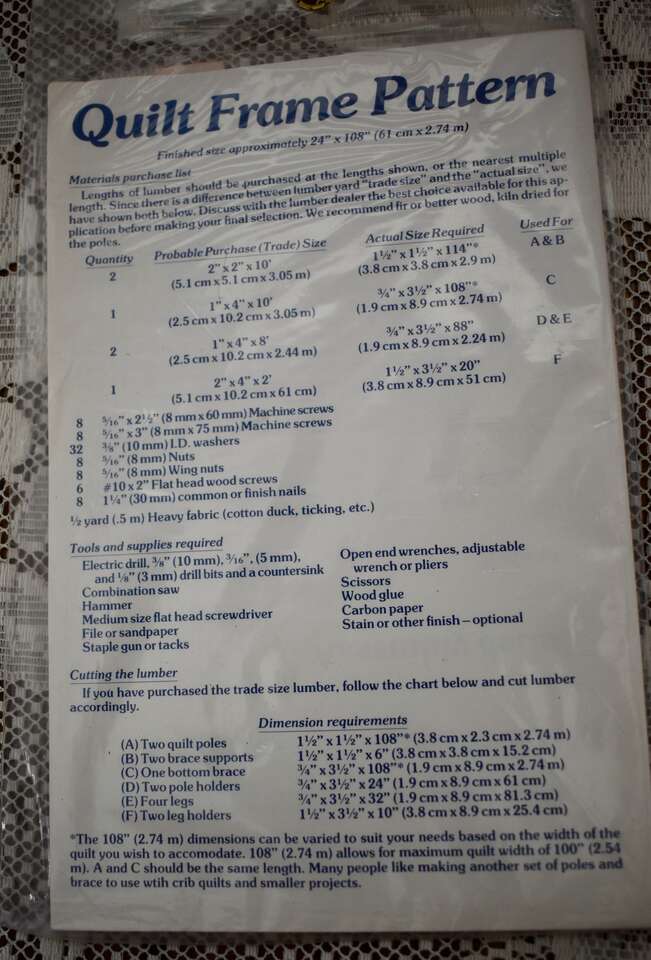 Quilt Frame Pattern
Finished size approximately 24" x 108" (61 cm x 2.74 m)
Materials purchase list
Lengths of lumber should be purchased at the lengths shown, or the nearest multiple
length. Since there is a difference between lumber yard "trade size" and the "actual size", we
have shown both below. Discuss with the lumber dealer the best choice available for this ap-
plication before making your final selection. We recommend fir or better wood, kiln dried for
the poles.
Quantity Probable Purchase (Trade) Size Actual Size Required Used For
2 2" x 2" x 10' 1½" x 1½" x 114"* A & B
(5.1 cm x 5.1 cm x 3.05 m) (3.8 cm x 3.8 cm x 2.9 m)
1 1" x 4" x 10' ¾" x 3½" x 108"* C
(2.5 cm x 10.2 cm x 3.05 m) (1.9 cm x 8.9 cm x 2.74 m)
2 1" x 4" x 8' ¾" x 3½" x 88" D & E
(2.5 cm x 10.2 cm x 2.44 m) (1.9 cm x 8.9 cm x 2.24 m)
1 2" x 4" x 2' 1½" x 3½" x 20" F
(5.1 cm x 10.2 cm x 61 cm) (3.8 cm x 8.9 cm x 51 cm)
8 5/16" x 2½" (8 mm x 60 mm) Machine screws
8 5/16" x 3" (8 mm x 75 mm) Machine screws
32 ⅜" (10 mm) I.D. washers
8 5/16" (8 mm) Nuts
8 5/16" (8 mm) Wing nuts
6 #10 x 2" Flat head wood screws
8 1¼" (30 mm) common or finish nails
½ yard (.5 m) Heavy fabric (cotton duck, ticking, etc.)
Tools and supplies required
Electric drill, ⅜" (10 mm), 3/16", (5 mm),
and ⅛" (3 mm) drill bits and a countersink
Combination saw
Hammer
Medium size flat head screwdriver
File or sandpaper
Staple gun or tacks
Open end wrenches, adjustable
wrench or pliers
Scissors
Wood glue
Carbon paper
Stain or other finish – optional
Cutting the lumber
If you have purchased the trade size lumber, follow the chart below and cut lumber
accordingly.
Dimension requirements
(A) Two quilt poles 1½" x 1½" x 108"* (3.8 cm x 2.3 cm x 2.74 m)
(B) Two brace supports 1½" x 1½" x 6" (3.8 cm x 3.8 cm x 15.2 cm)
(C) One bottom brace ¾" x 3½" x 108"* (1.9 cm x 8.9 cm x 2.74 m)
(D) Two pole holders ¾" x 3½" x 24" (1.9 cm x 8.9 cm x 61 cm)
(E) Four legs ¾" x 3½" x 32" (1.9 cm x 8.9 cm x 81.3 cm)
(F) Two leg holders 1½" x 3½" x 10" (3.8 cm x 8.9 cm x 25.4 cm)
*The 108" (2.74 m) dimensions can be varied to suit your needs based on the width of the
quilt you wish to accomodate. 108" (2.74 m) allows for maximum quilt width of 100" (2.54
m). A and C should be the same length. Many people like making another set of poles and
brace to use wtih crib quilts and smaller projects.